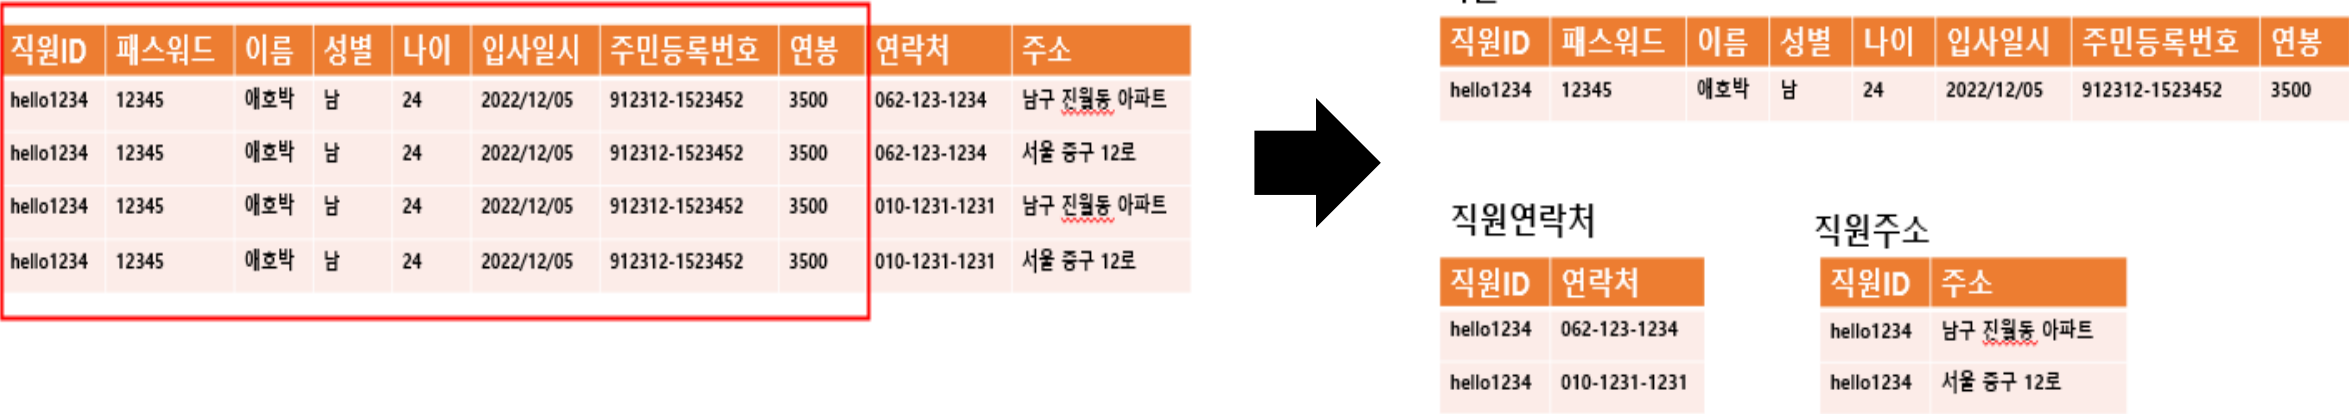 직원ID 패스워드 이름 성별 나이 입사일시 주민등록번호 연봉 연락처 주소
hello1234 12345 애호박 남 24 2022/12/05 912312-1523452 3500 062-123-1234 남구 진월동 아파트
hello1234 12345 애호박 남 24 2022/12/05 912312-1523452 3500 062-123-1234 서울 중구 12로
hello1234 12345 애호박 남 24 2022/12/05 912312-1523452 3500 010-1231-1231 남구 진월동 아파트
hello1234 12345 애호박 남 24 2022/12/05 912312-1523452 3500 010-1231-1231 서울 중구 12로
직원ID 패스워드 이름 성별 나이 입사일시 주민등록번호 연봉
hello1234 12345 애호박 남 24 2022/12/05 912312-1523452 3500
직원연락처
직원ID 연락처
hello1234 062-123-1234
hello1234 010-1231-1231
직원주소
직원ID 주소
hello1234 남구 진월동 아파트
hello1234 서울 중구 12로